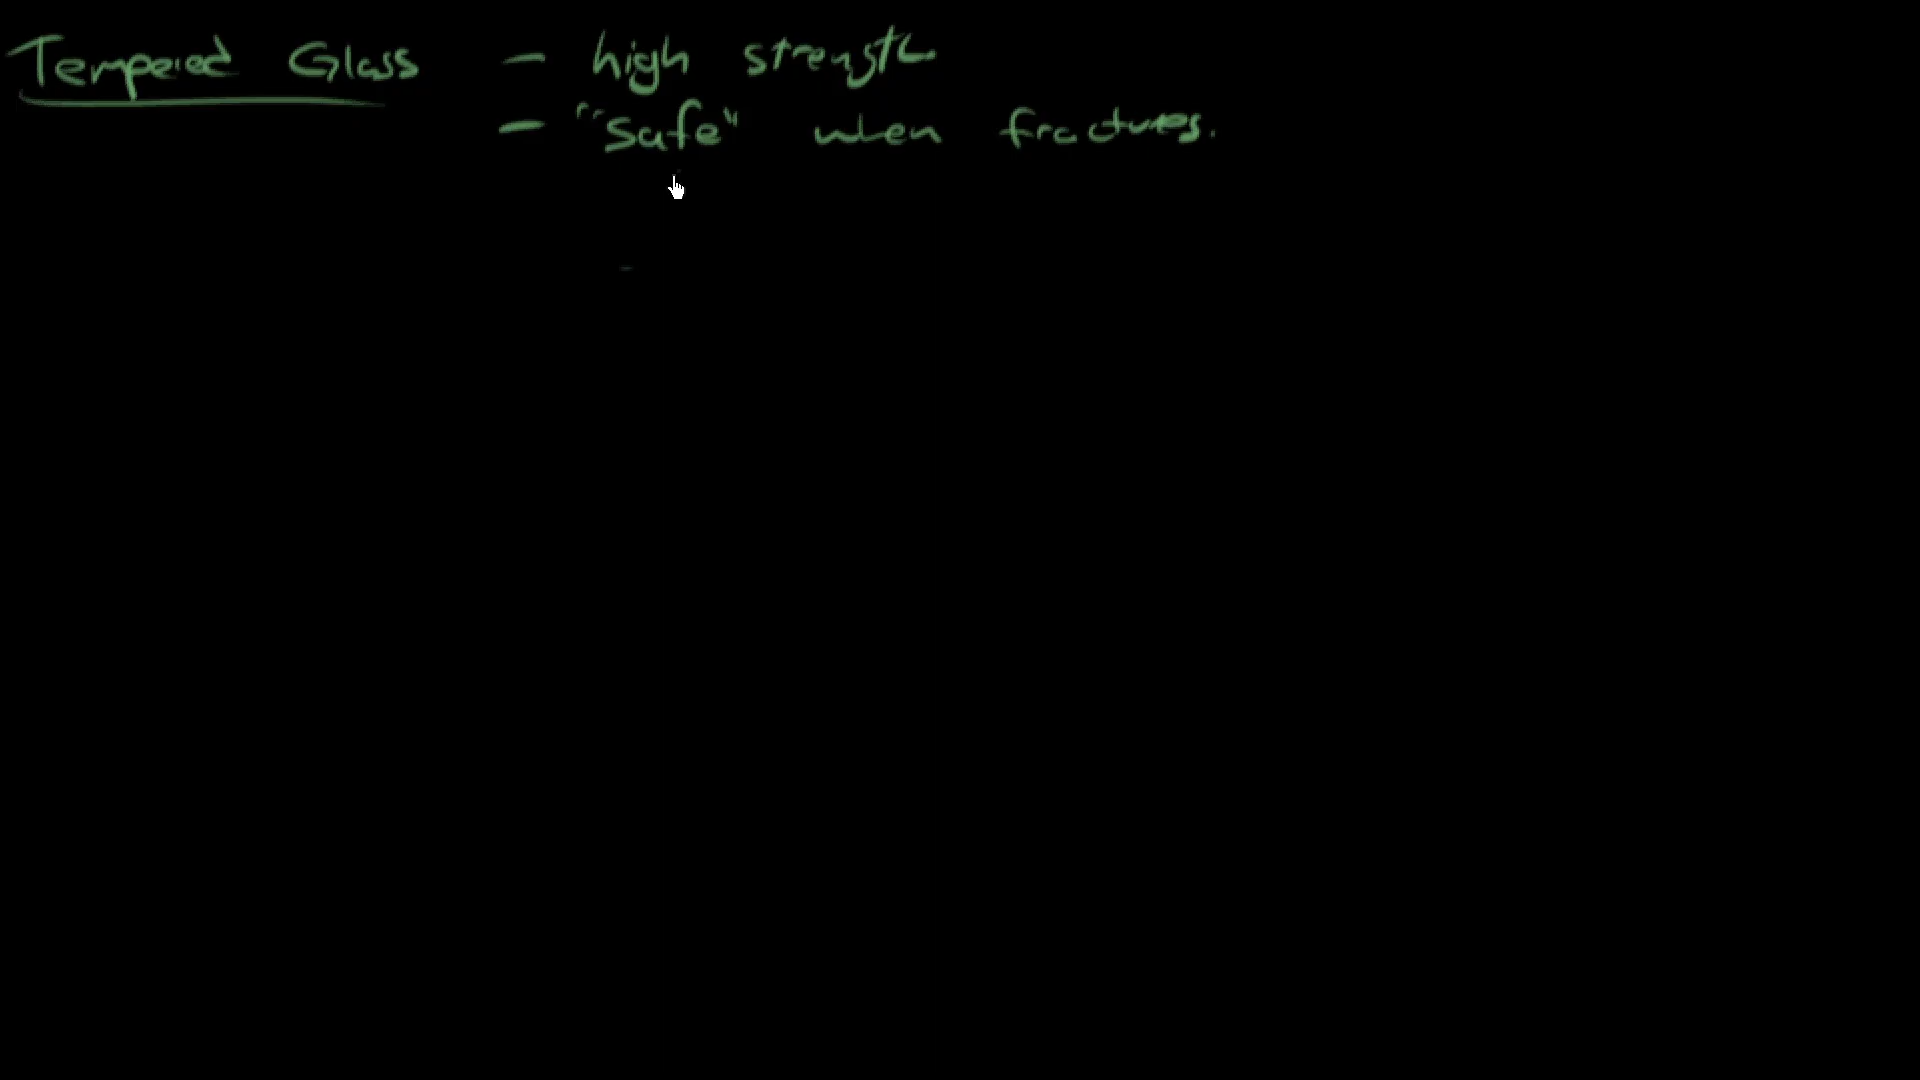 Tempered Glass - high strength
- "Safe" when fractures.